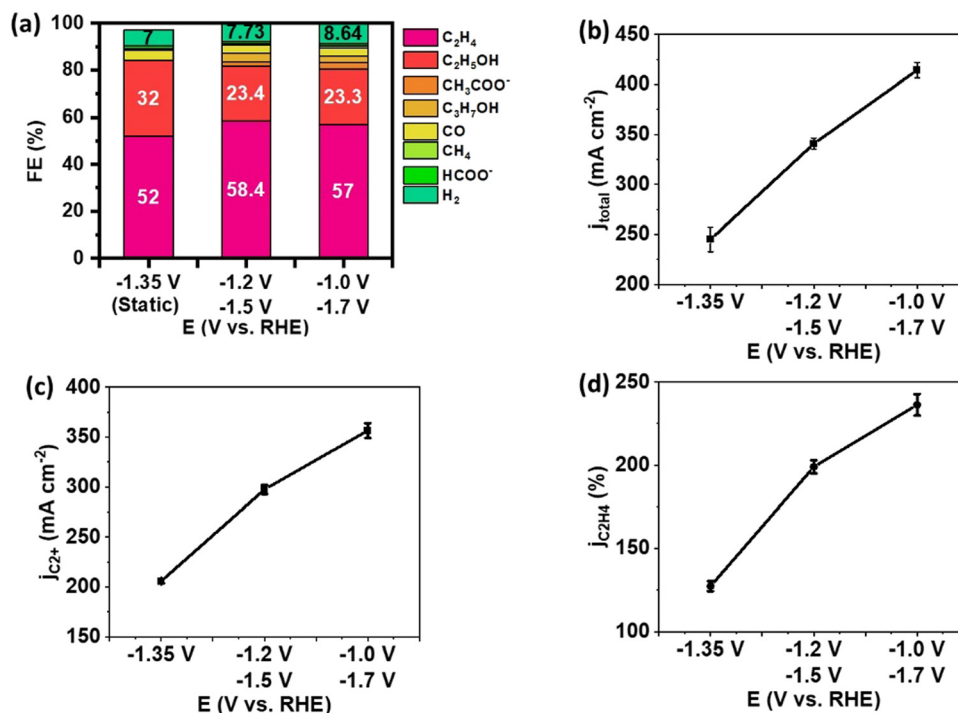 (a)
100
80
60
40
20
0
FE (%)
7
32
52
7.73
23.4
58.4
8.64
23.3
57
-1.35 V
(Static)
-1.2 V
-1.5 V
-1.0 V
-1.7 V
E (V vs. RHE)
C₂H₄
C₂H₅OH
CH₃COO⁻
C₃H₇OH
CO
CH₄
HCOO⁻
H₂
(b)
450
400
350
300
250
200
j_total (mA cm⁻²)
-1.35 V
-1.2 V
-1.5 V
-1.0 V
-1.7 V
E (V vs. RHE)
(c)
400
350
300
250
200
150
j_C2+ (mA cm⁻²)
-1.35 V
-1.2 V
-1.5 V
-1.0 V
-1.7 V
E (V vs. RHE)
(d)
250
200
150
100
j_C2H4 (%)
-1.35 V
-1.2 V
-1.5 V
-1.0 V
-1.7 V
E (V vs. RHE)